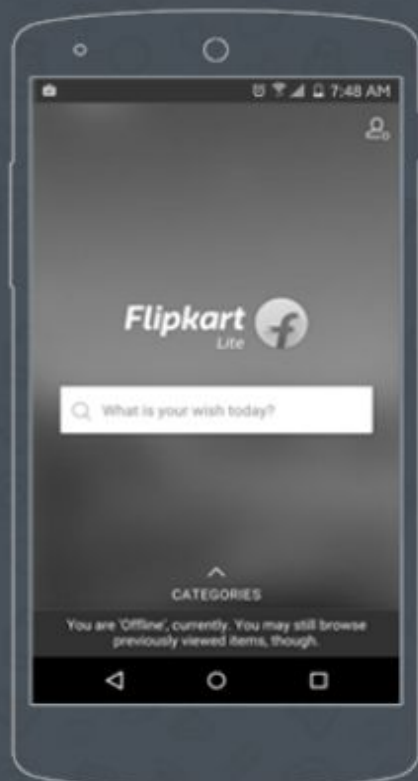 7:48 AM
Flipkart
Lite
What is your wish today?
CATEGORIES
You are 'Offline', currently. You may still browse
previously viewed items, though.